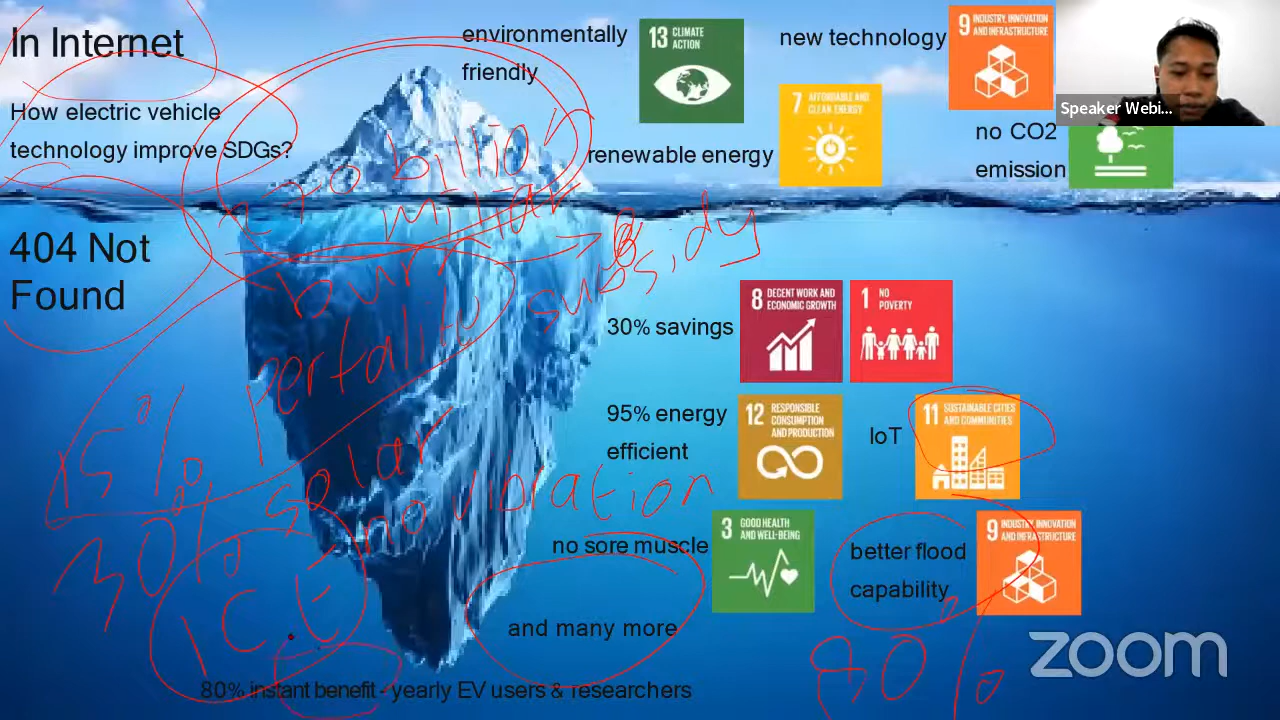 In Internet
How electric vehicle
technology improve SDGs?
environmentally
friendly
13 CLIMATE
ACTION
new technology
9 INDUSTRY, INNOVATION
AND INFRASTRUCTURE
Speaker Webi...
7 AFFORDABLE AND
CLEAN ENERGY
renewable energy
no CO2
emission
270 billion
burn
subsidy
404 Not
Found
30% savings
8 DECENT WORK AND
ECONOMIC GROWTH
1 NO
POVERTY
pertalite
15%
95% energy
efficient
12 RESPONSIBLE
CONSUMPTION
AND PRODUCTION
IoT
11 SUSTAINABLE CITIES
AND COMMUNITIES
solar
no vibration
30%
ICE
no sore muscle
3 GOOD HEALTH
AND WELL-BEING
better flood
capability
9 INDUSTRY, INNOVATION
AND INFRASTRUCTURE
and many more
80%
zoom
80% instant benefit - yearly EV users & researchers